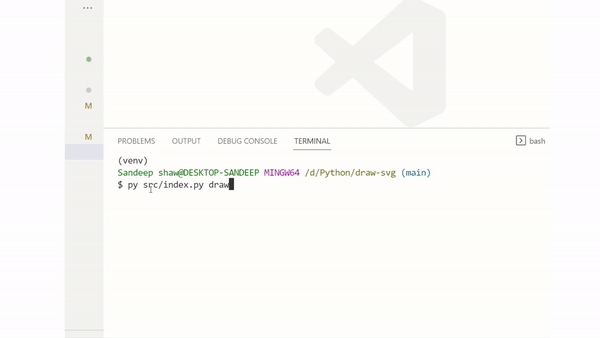 ...
M
M
PROBLEMS OUTPUT DEBUG CONSOLE TERMINAL bash
(venv)
Sandeep shaw@DESKTOP-SANDEEP MINGW64 /d/Python/draw-svg (main)
$ py src/index.py draw